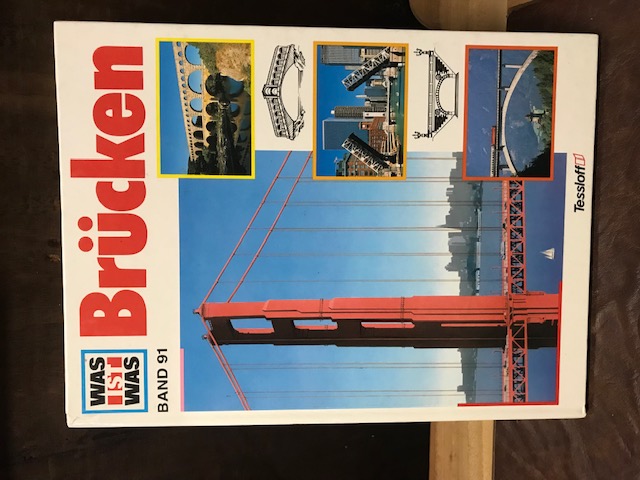 WAS
IST
WAS
Brücken
BAND 91
Tessloff